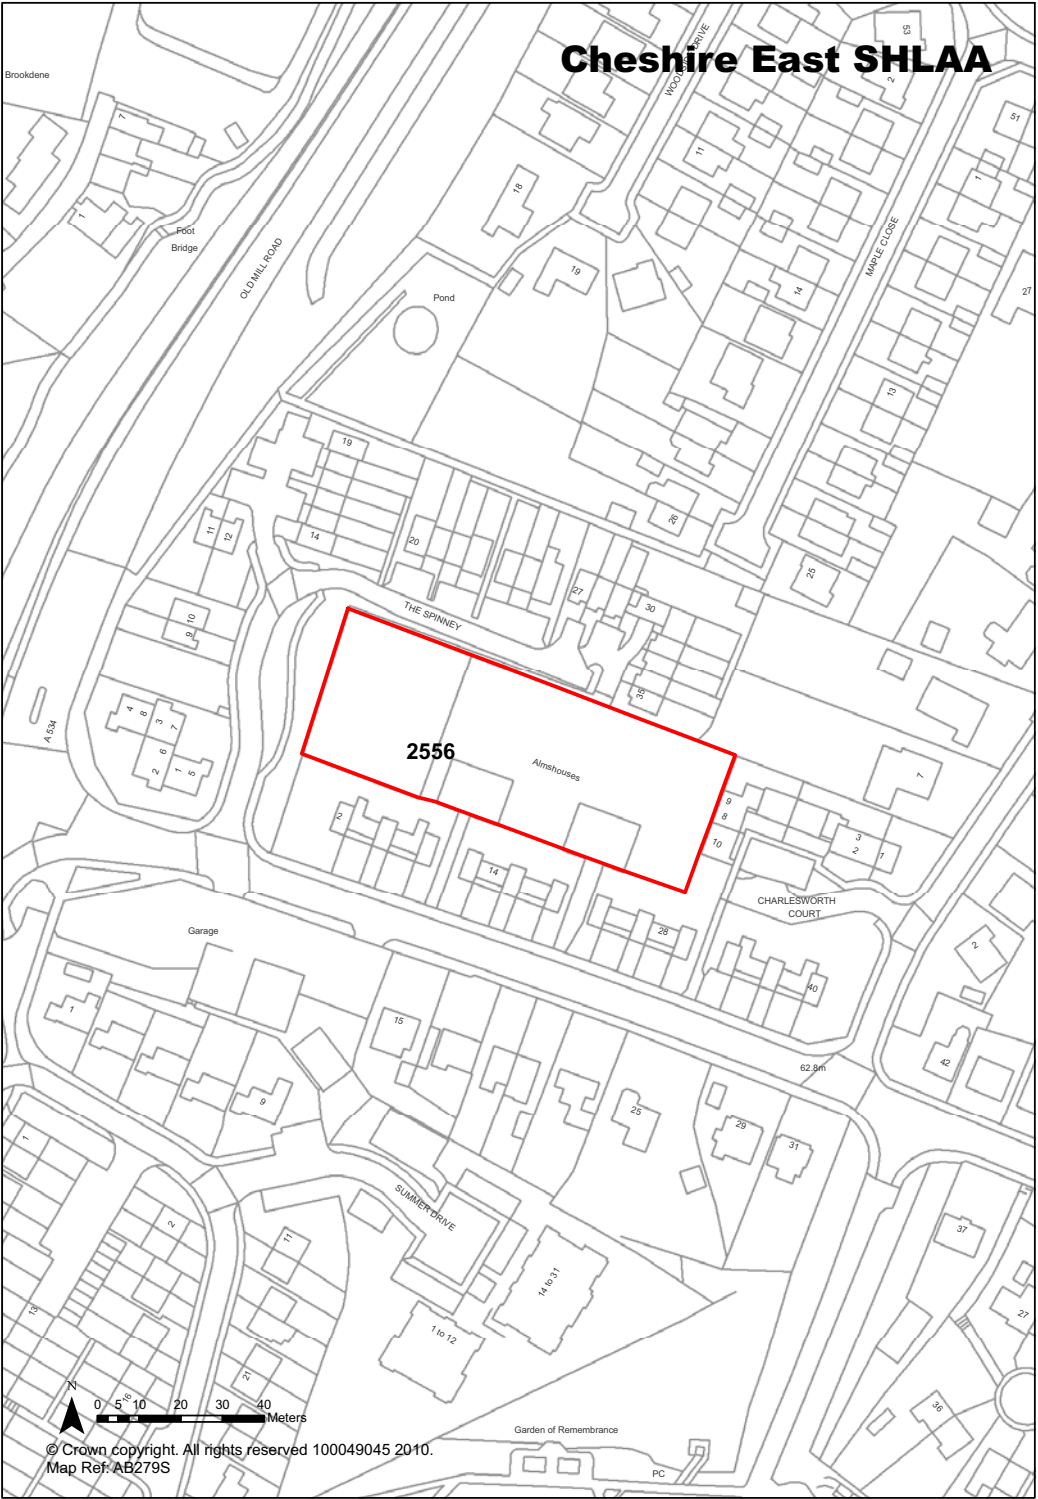 Cheshire East SHLAA
WOODSIDE DRIVE
53
2
Brookdene
7
51
11
1
18
1
Foot
Bridge
OLD MILL ROAD
MAPLE CLOSE
19
14
27
Pond
13
19
26
11
12
14
20
25
27
30
THE SPINNEY
10
9
35
4
8
3
7
A 534
6
2
1
5
2556
Almshouses
7
9
8
10
2
3
2
1
14
CHARLESWORTH
COURT
Garage
28
2
40
1
15
42
62.8m
9
25
29
31
1
SUMMER DRIVE
2
11
37
14 to 31
13
1 to 12
27
21
16
36
N
0 5 10 20 30 40
Meters
Garden of Remembrance
© Crown copyright. All rights reserved 100049045 2010.
Map Ref: AB279S
PC